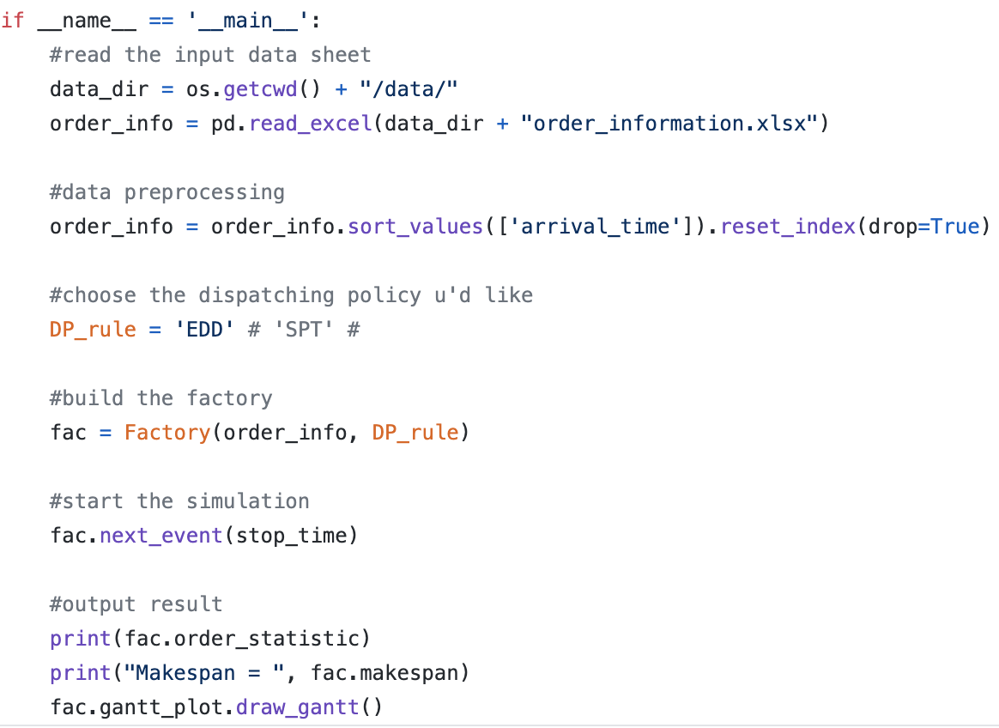 if __name__ == '__main__':
    #read the input data sheet
    data_dir = os.getcwd() + "/data/"
    order_info = pd.read_excel(data_dir + "order_information.xlsx")

    #data preprocessing
    order_info = order_info.sort_values(['arrival_time']).reset_index(drop=True)

    #choose the dispatching policy u'd like
    DP_rule = 'EDD' # 'SPT' #

    #build the factory
    fac = Factory(order_info, DP_rule)

    #start the simulation
    fac.next_event(stop_time)

    #output result
    print(fac.order_statistic)
    print("Makespan = ", fac.makespan)
    fac.gantt_plot.draw_gantt()